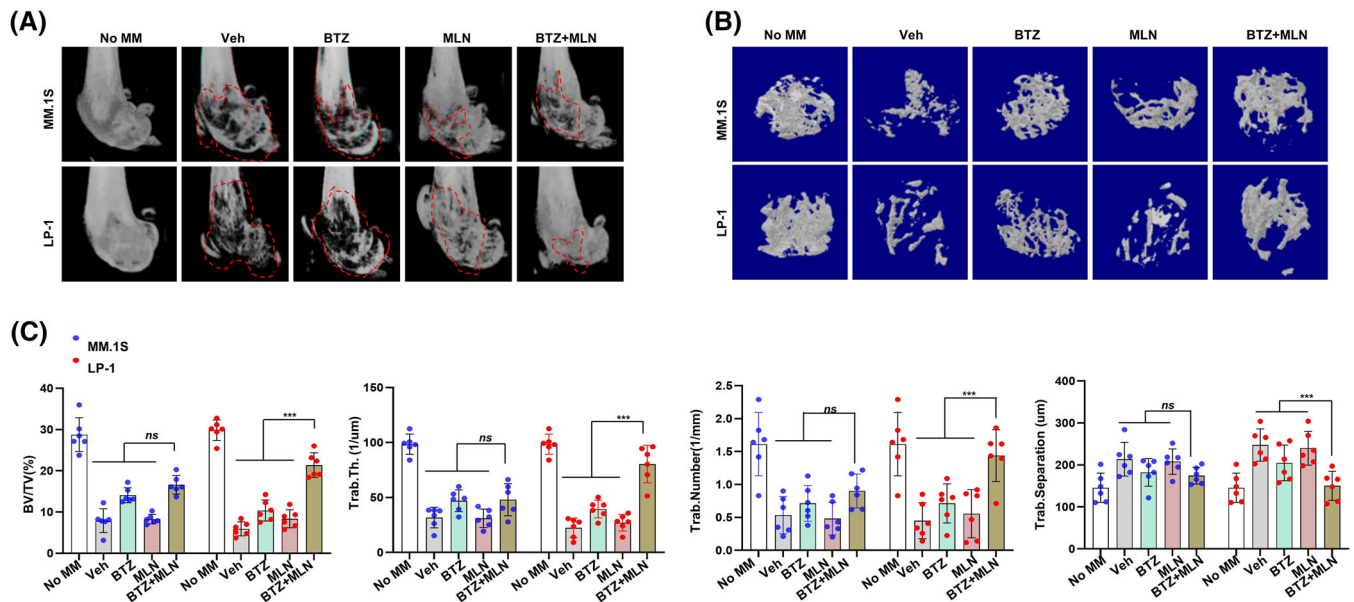 (A)
No MM Veh BTZ MLN BTZ+MLN
MM.1S
LP-1
(B)
No MM Veh BTZ MLN BTZ+MLN
MM.1S
LP-1
(C)
MM.1S
LP-1
BV/TV(%)
40
30
20
10
0
ns
***
No MM Veh BTZ MLN BTZ+MLN No MM Veh BTZ MLN BTZ+MLN
Trab.Th. (1/um)
150
100
50
0
ns
***
No MM Veh BTZ MLN BTZ+MLN No MM Veh BTZ MLN BTZ+MLN
Trab.Number(1/mm)
2.5
2.0
1.5
1.0
0.5
0.0
ns
***
No MM Veh BTZ MLN BTZ+MLN No MM Veh BTZ MLN BTZ+MLN
Trab.Separation (um)
400
300
200
100
0
ns
***
No MM Veh BTZ MLN BTZ+MLN No MM Veh BTZ MLN BTZ+MLN